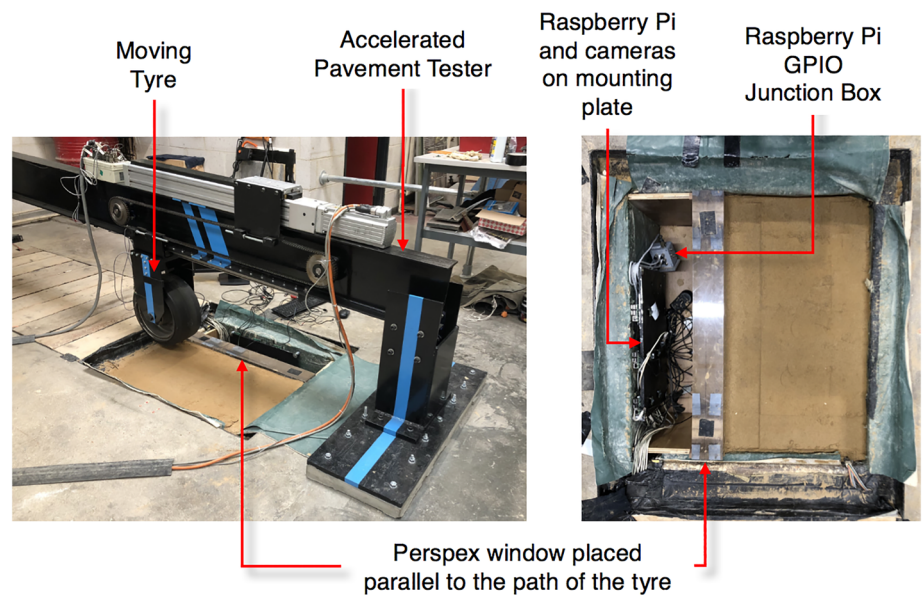 Moving
Tyre
Accelerated
Pavement Tester
Raspberry Pi
and cameras
on mounting
plate
Raspberry Pi
GPIO
Junction Box
Perspex window placed
parallel to the path of the tyre